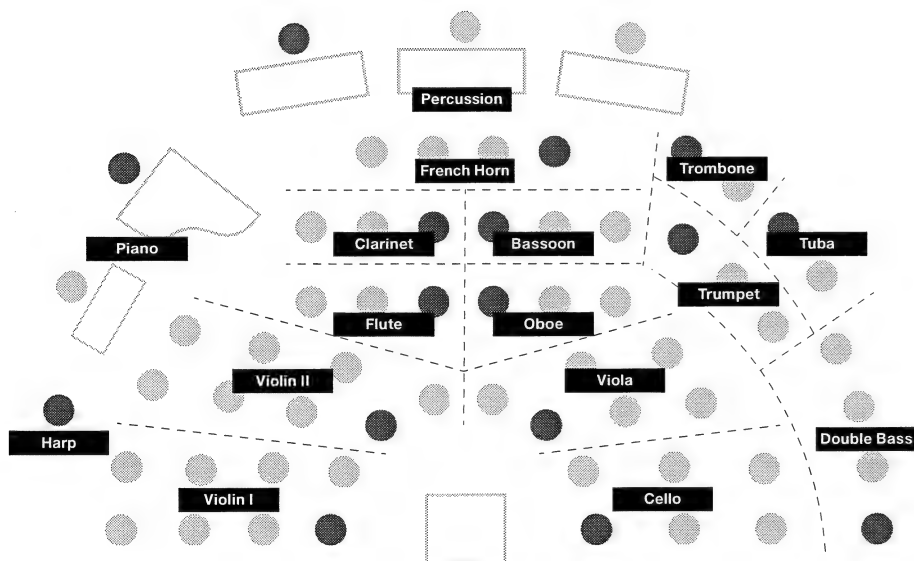 Percussion
French Horn
Trombone
Clarinet
Bassoon
Piano
Tuba
Trumpet
Flute
Oboe
Violin II
Viola
Harp
Double Bass
Violin I
Cello